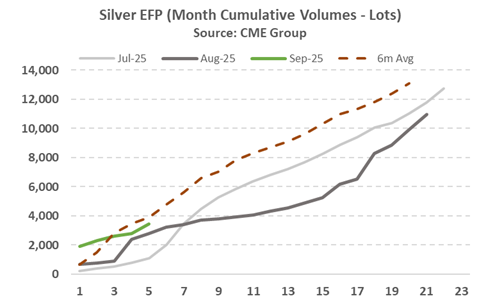 Silver EFP (Month Cumulative Volumes - Lots)
Source: CME Group
Jul-25 Aug-25 Sep-25 6m Avg
14,000
12,000
10,000
8,000
6,000
4,000
2,000
0
1 3 5 7 9 11 13 15 17 19 21 23